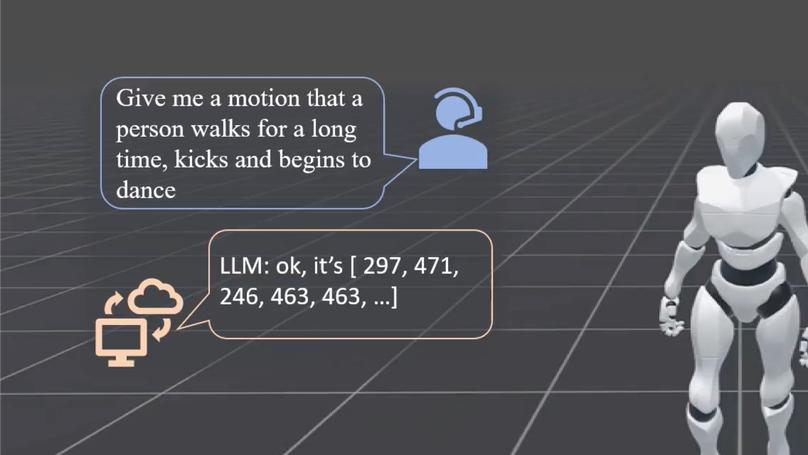 Give me a motion that a
person walks for a long
time, kicks and begins to
dance
LLM: ok, it’s [ 297, 471,
246, 463, 463, ...]